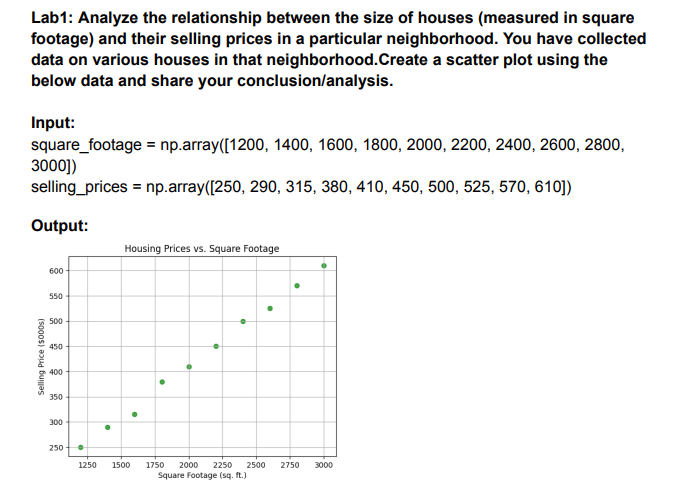 Lab1: Analyze the relationship between the size of houses (measured in square
footage) and their selling prices in a particular neighborhood. You have collected
data on various houses in that neighborhood.Create a scatter plot using the
below data and share your conclusion/analysis.
Input:
square_footage = np.array([1200, 1400, 1600, 1800, 2000, 2200, 2400, 2600, 2800,
3000])
selling_prices = np.array([250, 290, 315, 380, 410, 450, 500, 525, 570, 610])
Output:
Housing Prices vs. Square Footage
Selling Price ($000s)
600
550
500
450
400
350
300
250
1250 1500 1750 2000 2250 2500 2750 3000
Square Footage (sq. ft.)